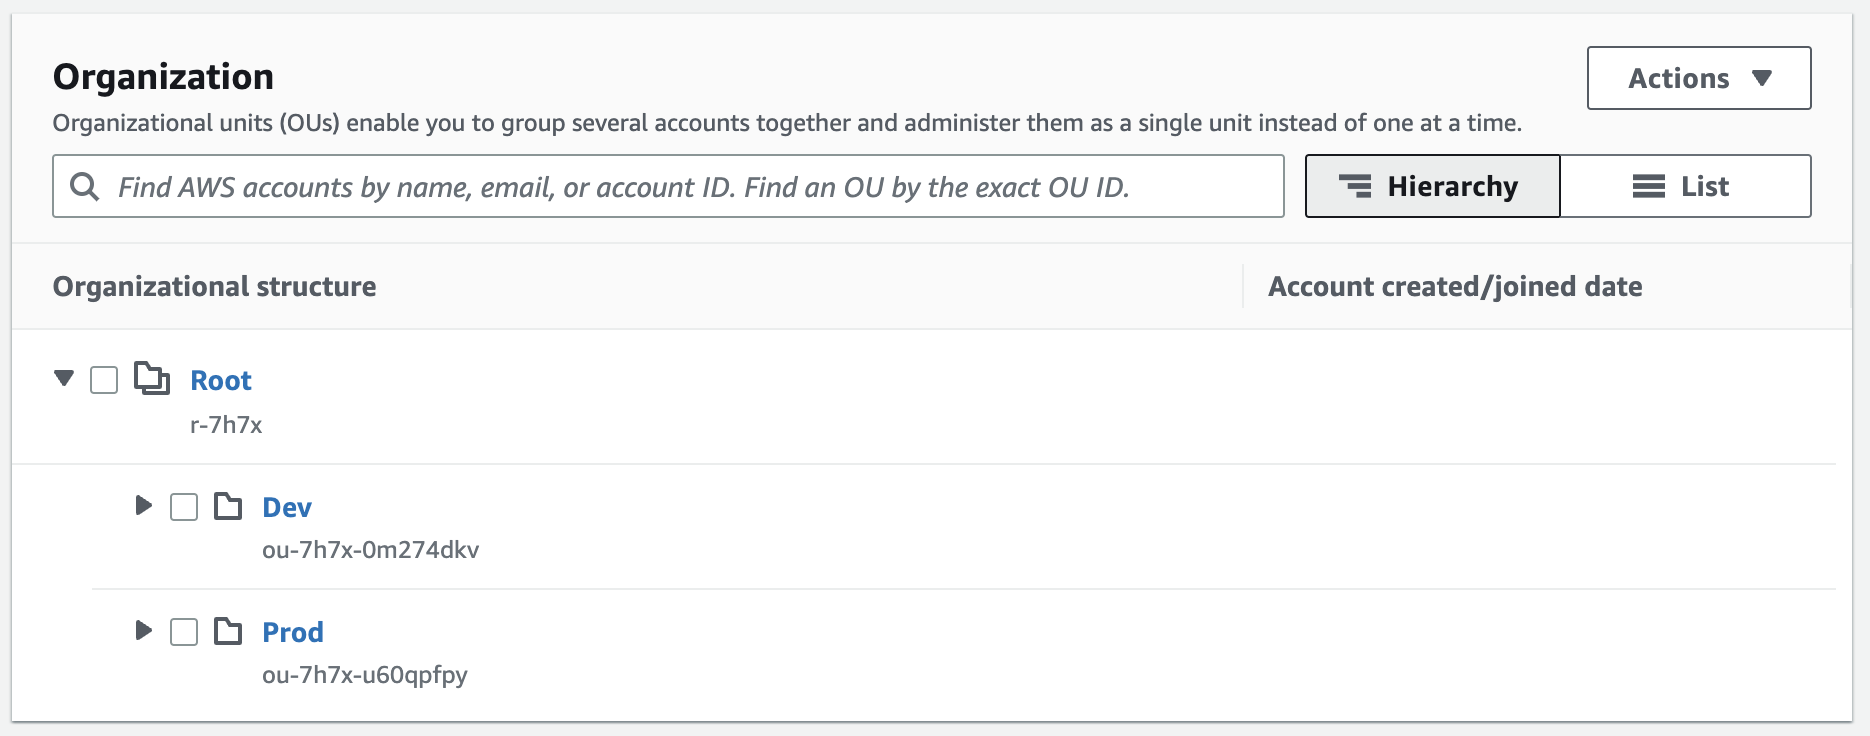 Organization
Actions
Organizational units (OUs) enable you to group several accounts together and administer them as a single unit instead of one at a time.
Find AWS accounts by name, email, or account ID. Find an OU by the exact OU ID.
Hierarchy
List
Organizational structure
Account created/joined date
Root
r-7h7x
Dev
ou-7h7x-0m274dkv
Prod
ou-7h7x-u60qpfpy